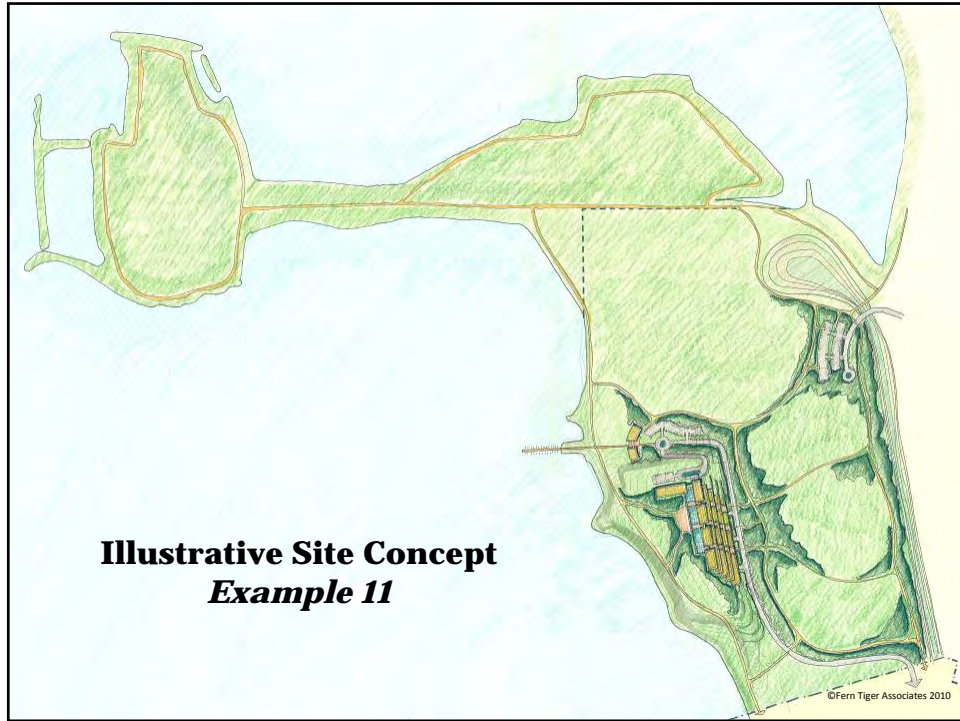 Illustrative Site Concept
Example 11
©Fern Tiger Associates 2010